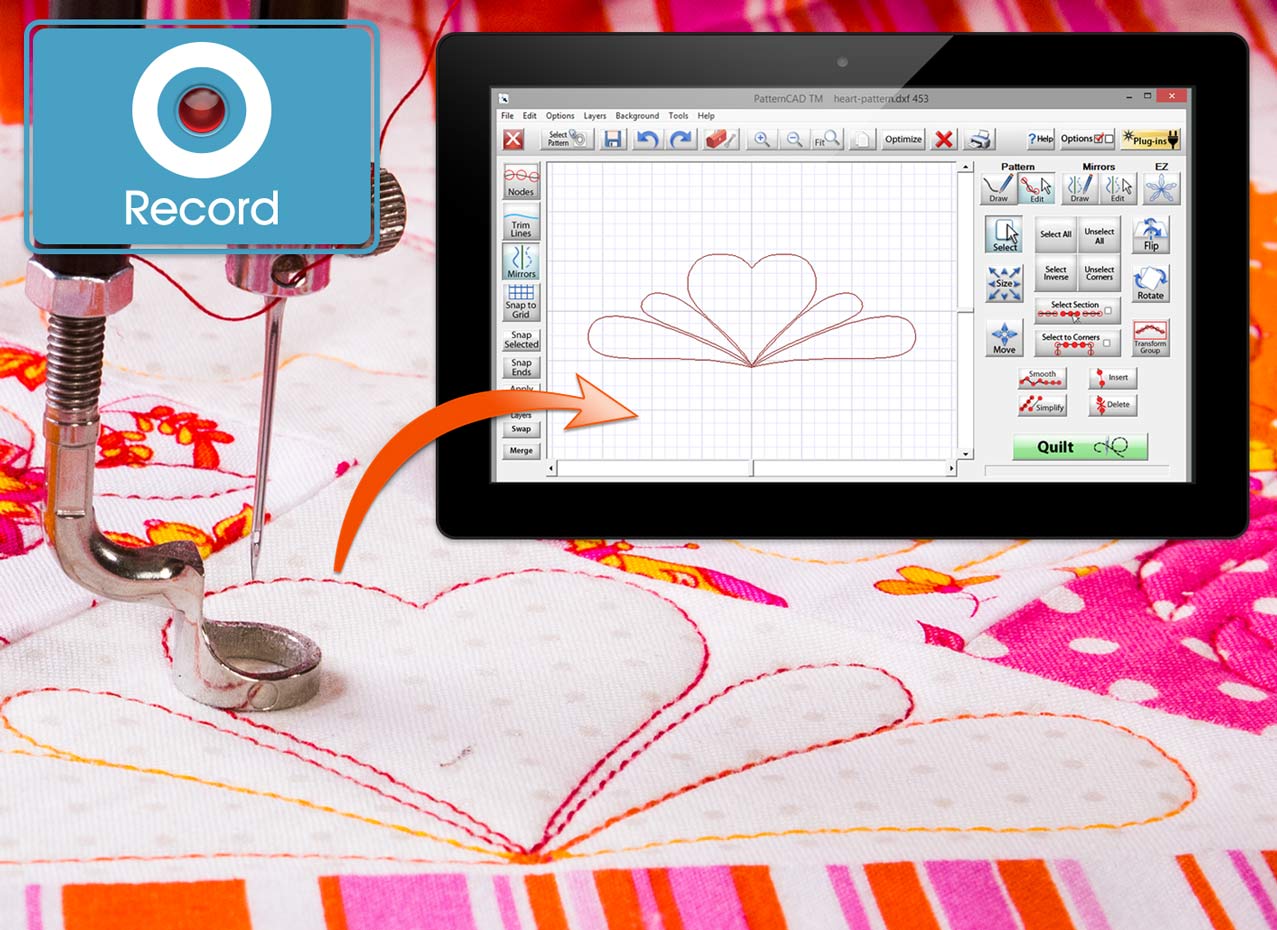 Record
PatternCAD TM heart-pattern.dxf 453
File Edit Options Layers Background Tools Help
Select
Pattern
Fit
Optimize
?Help
Options
Plug-ins
Pattern
Mirrors
EZ
Draw
Edit
Draw
Edit
Nodes
Trim
Lines
Mirrors
Snap to
Grid
Snap
Selected
Snap
Ends
Apply
Layers
Swap
Merge
Select
Select All
Unselect
All
Flip
Size
Select
Inverse
Unselect
Corners
Rotate
Select Section
Move
Select to Corners
Transform
Group
Smooth
Insert
Simplify
Delete
Quilt